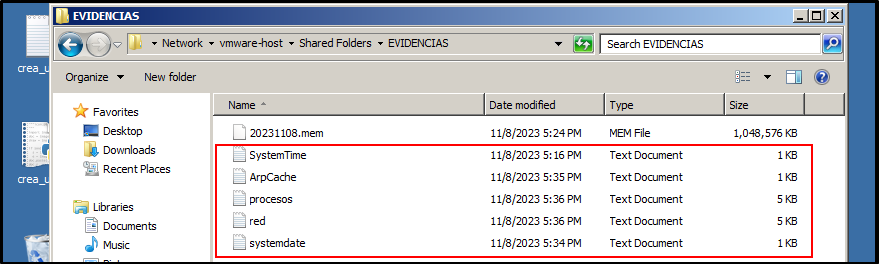 EVIDENCIAS
Network vmware-host Shared Folders EVIDENCIAS
Search EVIDENCIAS
Organize New folder
Favorites
Desktop
Downloads
Recent Places
Libraries
Documents
Music
Name Date modified Type Size
20231108.mem 11/8/2023 5:24 PM MEM File 1,048,576 KB
SystemTime 11/8/2023 5:16 PM Text Document 1 KB
ArpCache 11/8/2023 5:35 PM Text Document 1 KB
procesos 11/8/2023 5:36 PM Text Document 5 KB
red 11/8/2023 5:36 PM Text Document 5 KB
systemdate 11/8/2023 5:34 PM Text Document 1 KB
crea_u
crea_u